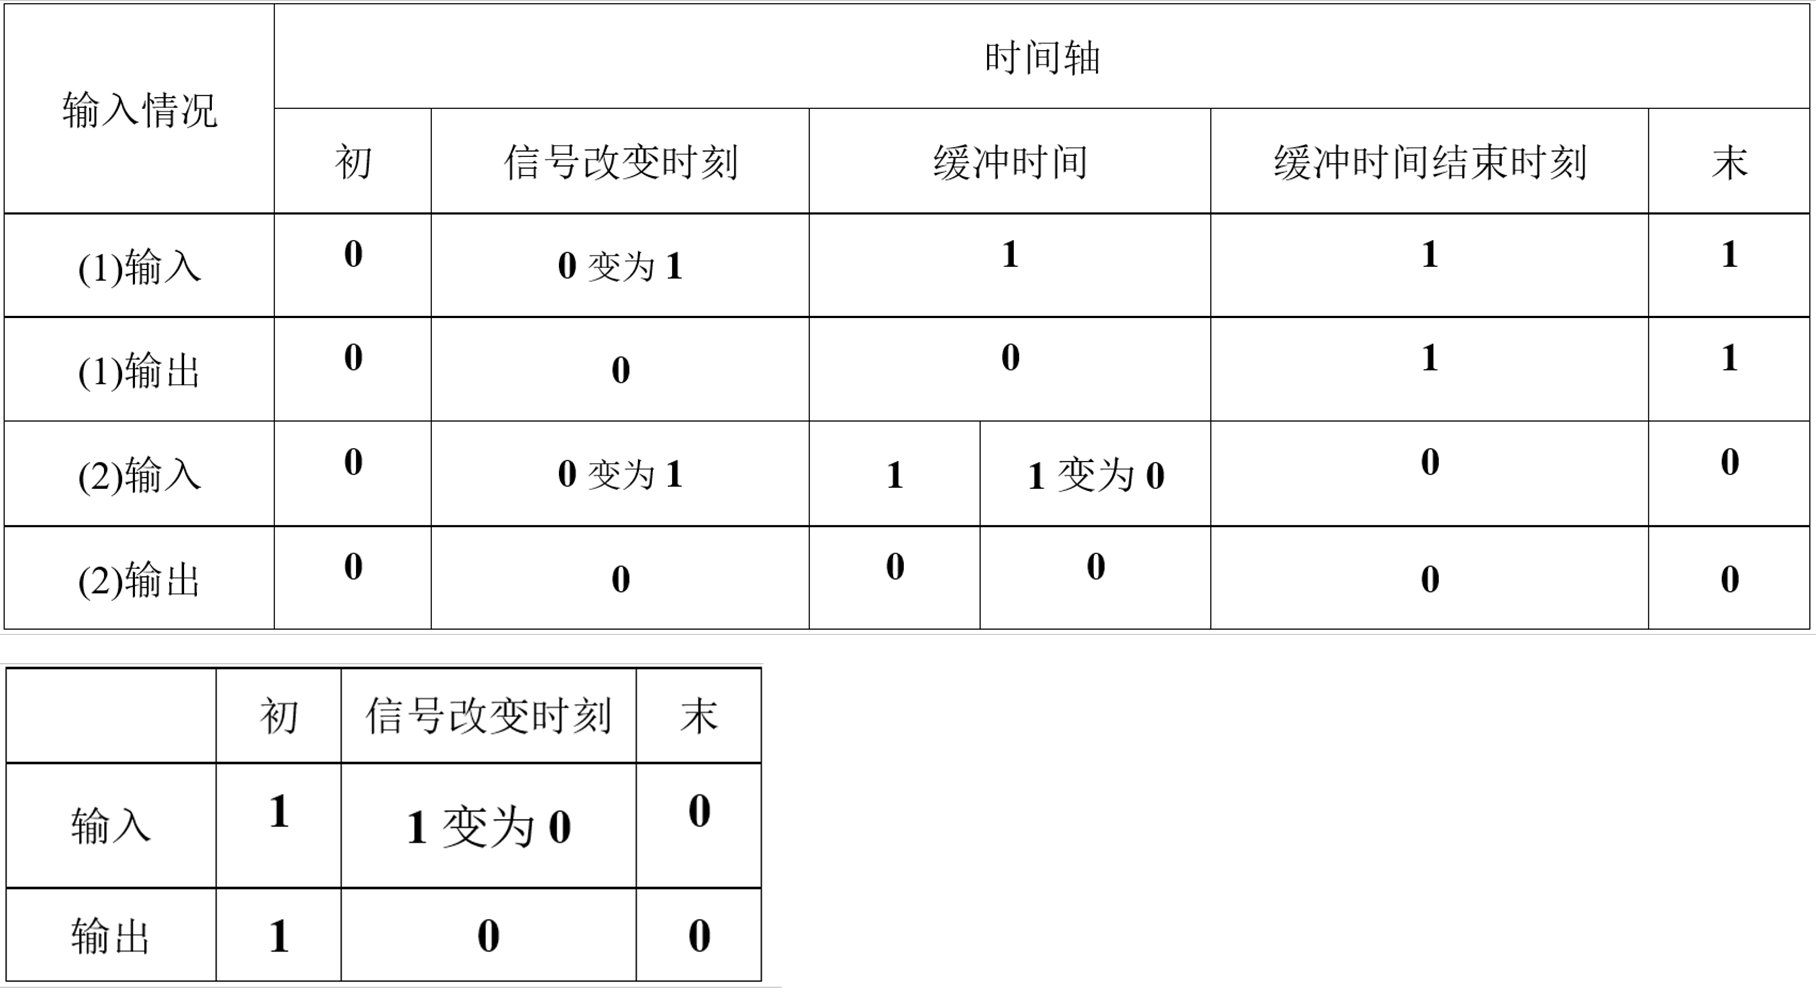 输入情况 时间轴
初 信号改变时刻 缓冲时间 缓冲时间结束时刻 末
(1)输入 0 0变为1 1 1 1
(1)输出 0 0 0 1 1
(2)输入 0 0变为1 1 1变为0 0 0
(2)输出 0 0 0 0 0 0
初 信号改变时刻 末
输入 1 1变为0 0
输出 1 0 0